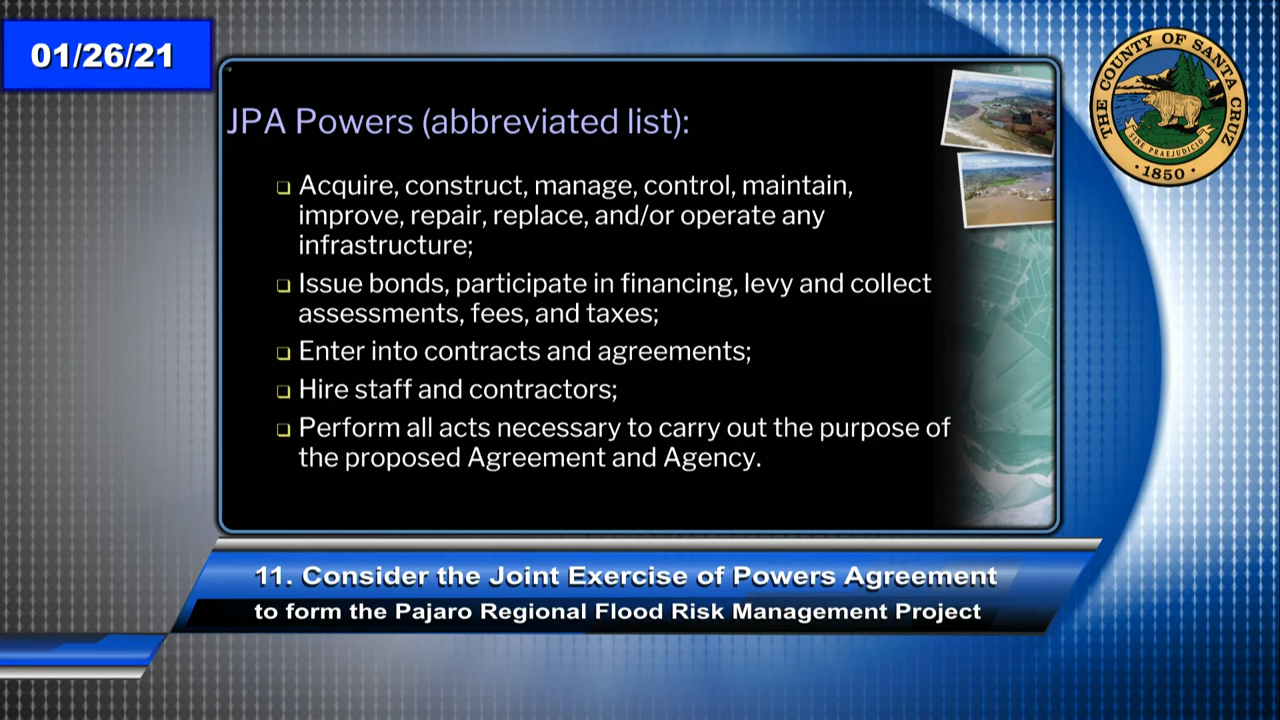 01/26/21
JPA Powers (abbreviated list):
❏ Acquire, construct, manage, control, maintain,
improve, repair, replace, and/or operate any
infrastructure;
❏ Issue bonds, participate in financing, levy and collect
assessments, fees, and taxes;
❏ Enter into contracts and agreements;
❏ Hire staff and contractors;
❏ Perform all acts necessary to carry out the purpose of
the proposed Agreement and Agency.
THE COUNTY OF SANTA CRUZ
SINE PRAEJUDICIO
• 1850 •
11. Consider the Joint Exercise of Powers Agreement
to form the Pajaro Regional Flood Risk Management Project